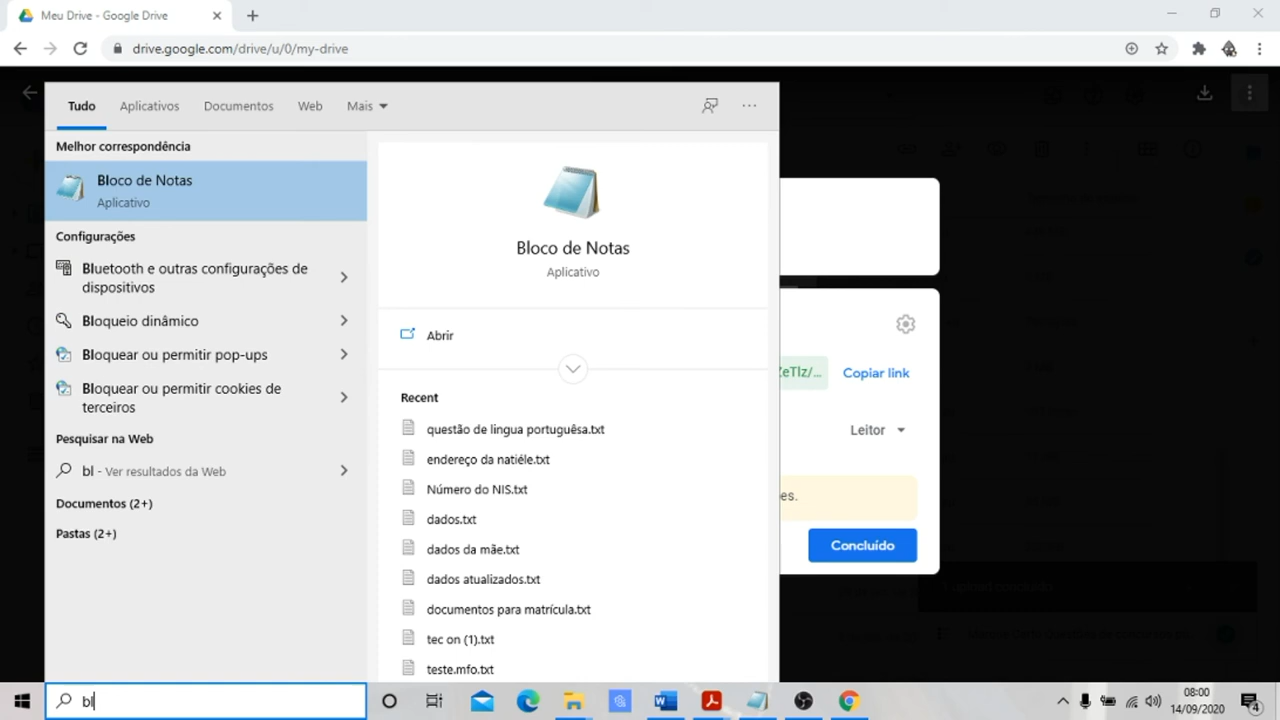 Meu Drive - Google Drive
drive.google.com/drive/u/0/my-drive
Tudo Aplicativos Documentos Web Mais
Melhor correspondência
Bloco de Notas
Aplicativo
Configurações
Bluetooth e outras configurações de
dispositivos
Bloqueio dinâmico
Bloquear ou permitir pop-ups
Bloquear ou permitir cookies de
terceiros
Pesquisar na Web
bl - Ver resultados da Web
Documentos (2+)
Pastas (2+)
Bloco de Notas
Aplicativo
Abrir
Recent
questão de lingua portuguêsa.txt
endereço da natiéle.txt
Número do NIS.txt
dados.txt
dados da mãe.txt
dados atualizados.txt
documentos para matrícula.txt
tec on (1).txt
teste.mfo.txt
ZeTlz/... Copiar link
Leitor
es.
Concluído
1 upload concluído
bl
08:00
14/09/2020
4